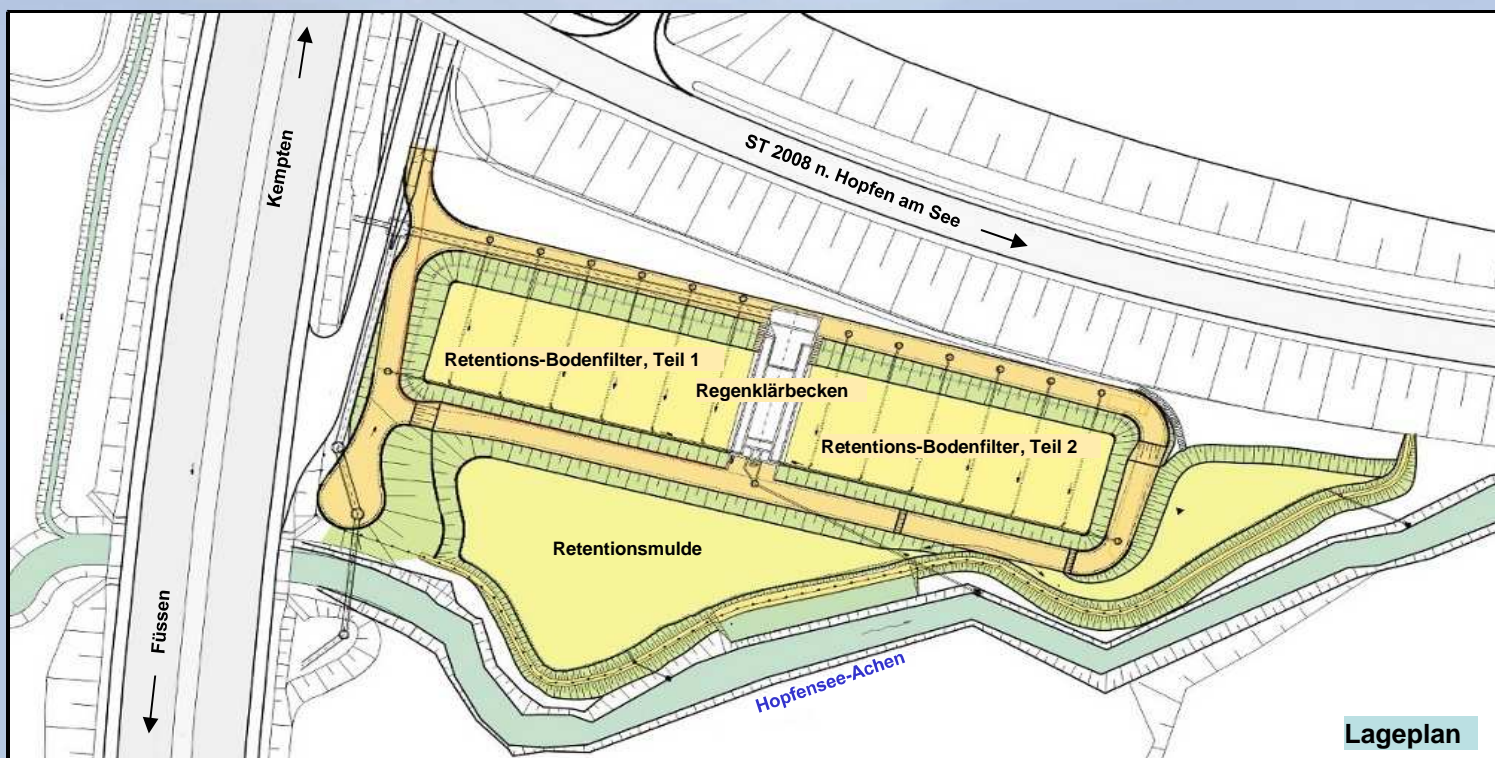 Kempten
ST 2008 n. Hopfen am See
Retentions-Bodenfilter, Teil 1
Regenklärbecken
Retentions-Bodenfilter, Teil 2
Retentionsmulde
Füssen
Hopfensee-Achen
Lageplan